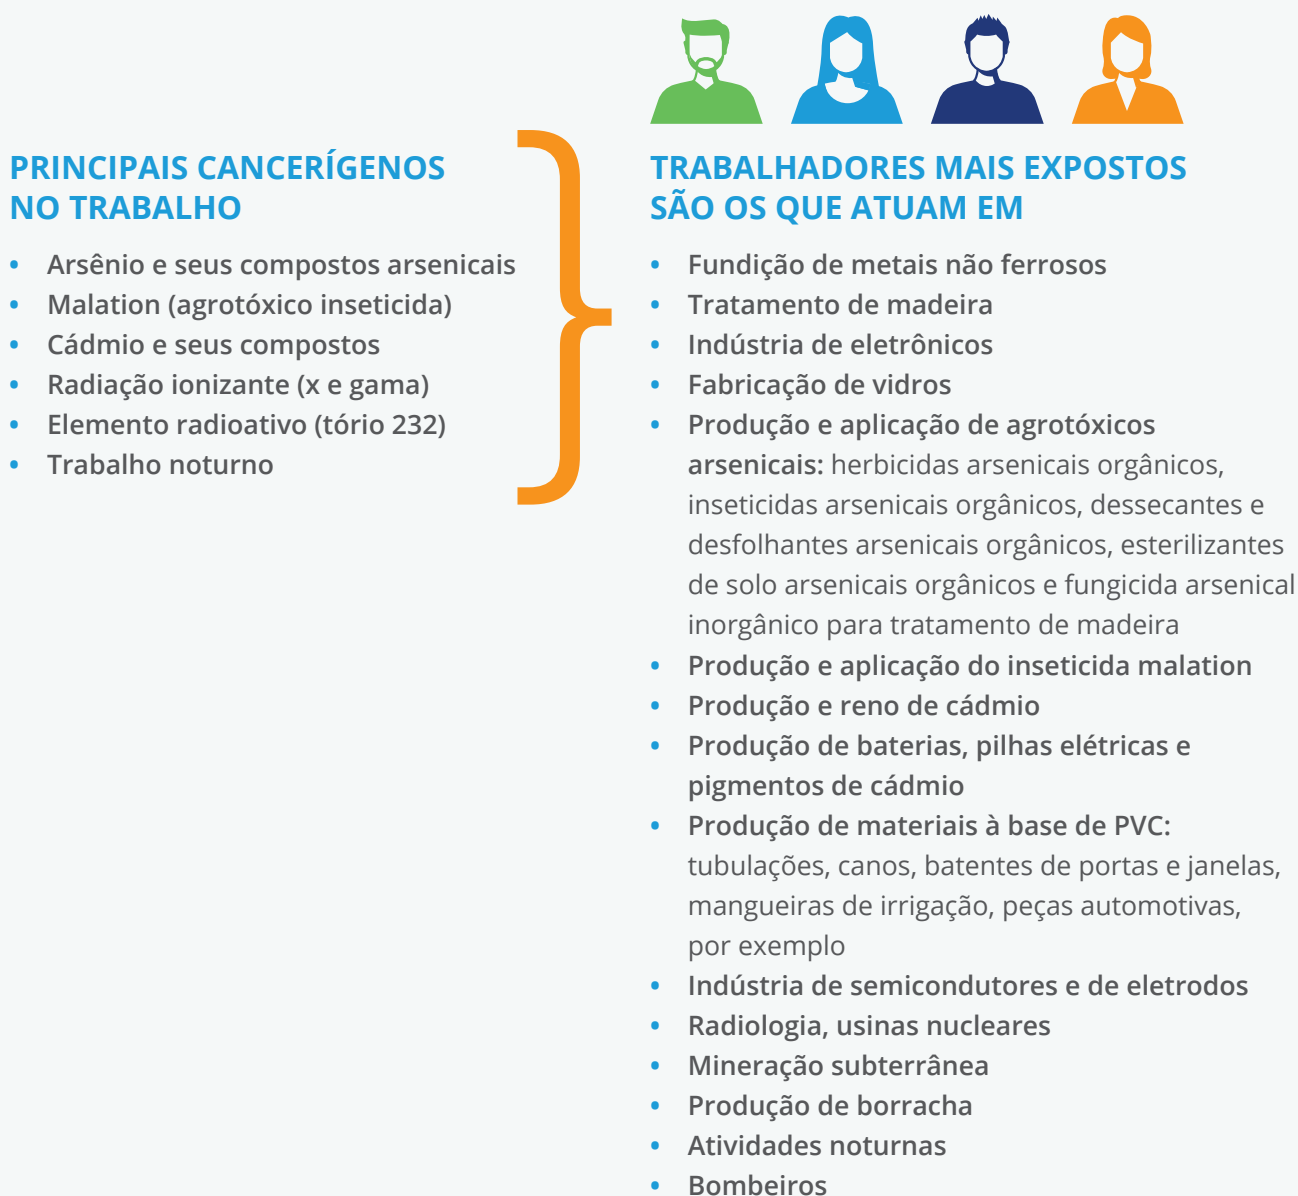 PRINCIPAIS CANCERÍGENOS
NO TRABALHO
• Arsênio e seus compostos arsenicais
• Malation (agrotóxico inseticida)
• Cádmio e seus compostos
• Radiação ionizante (x e gama)
• Elemento radioativo (tório 232)
• Trabalho noturno
TRABALHADORES MAIS EXPOSTOS
SÃO OS QUE ATUAM EM
• Fundição de metais não ferrosos
• Tratamento de madeira
• Indústria de eletrônicos
• Fabricação de vidros
• Produção e aplicação de agrotóxicos
arsenicais: herbicidas arsenicais orgânicos,
inseticidas arsenicais orgânicos, dessecantes e
desfolhantes arsenicais orgânicos, esterilizantes
de solo arsenicais orgânicos e fungicida arsenical
inorgânico para tratamento de madeira
• Produção e aplicação do inseticida malation
• Produção e reno de cádmio
• Produção de baterias, pilhas elétricas e
pigmentos de cádmio
• Produção de materiais à base de PVC:
tubulações, canos, batentes de portas e janelas,
mangueiras de irrigação, peças automotivas,
por exemplo
• Indústria de semicondutores e de eletrodos
• Radiologia, usinas nucleares
• Mineração subterrânea
• Produção de borracha
• Atividades noturnas
• Bombeiros